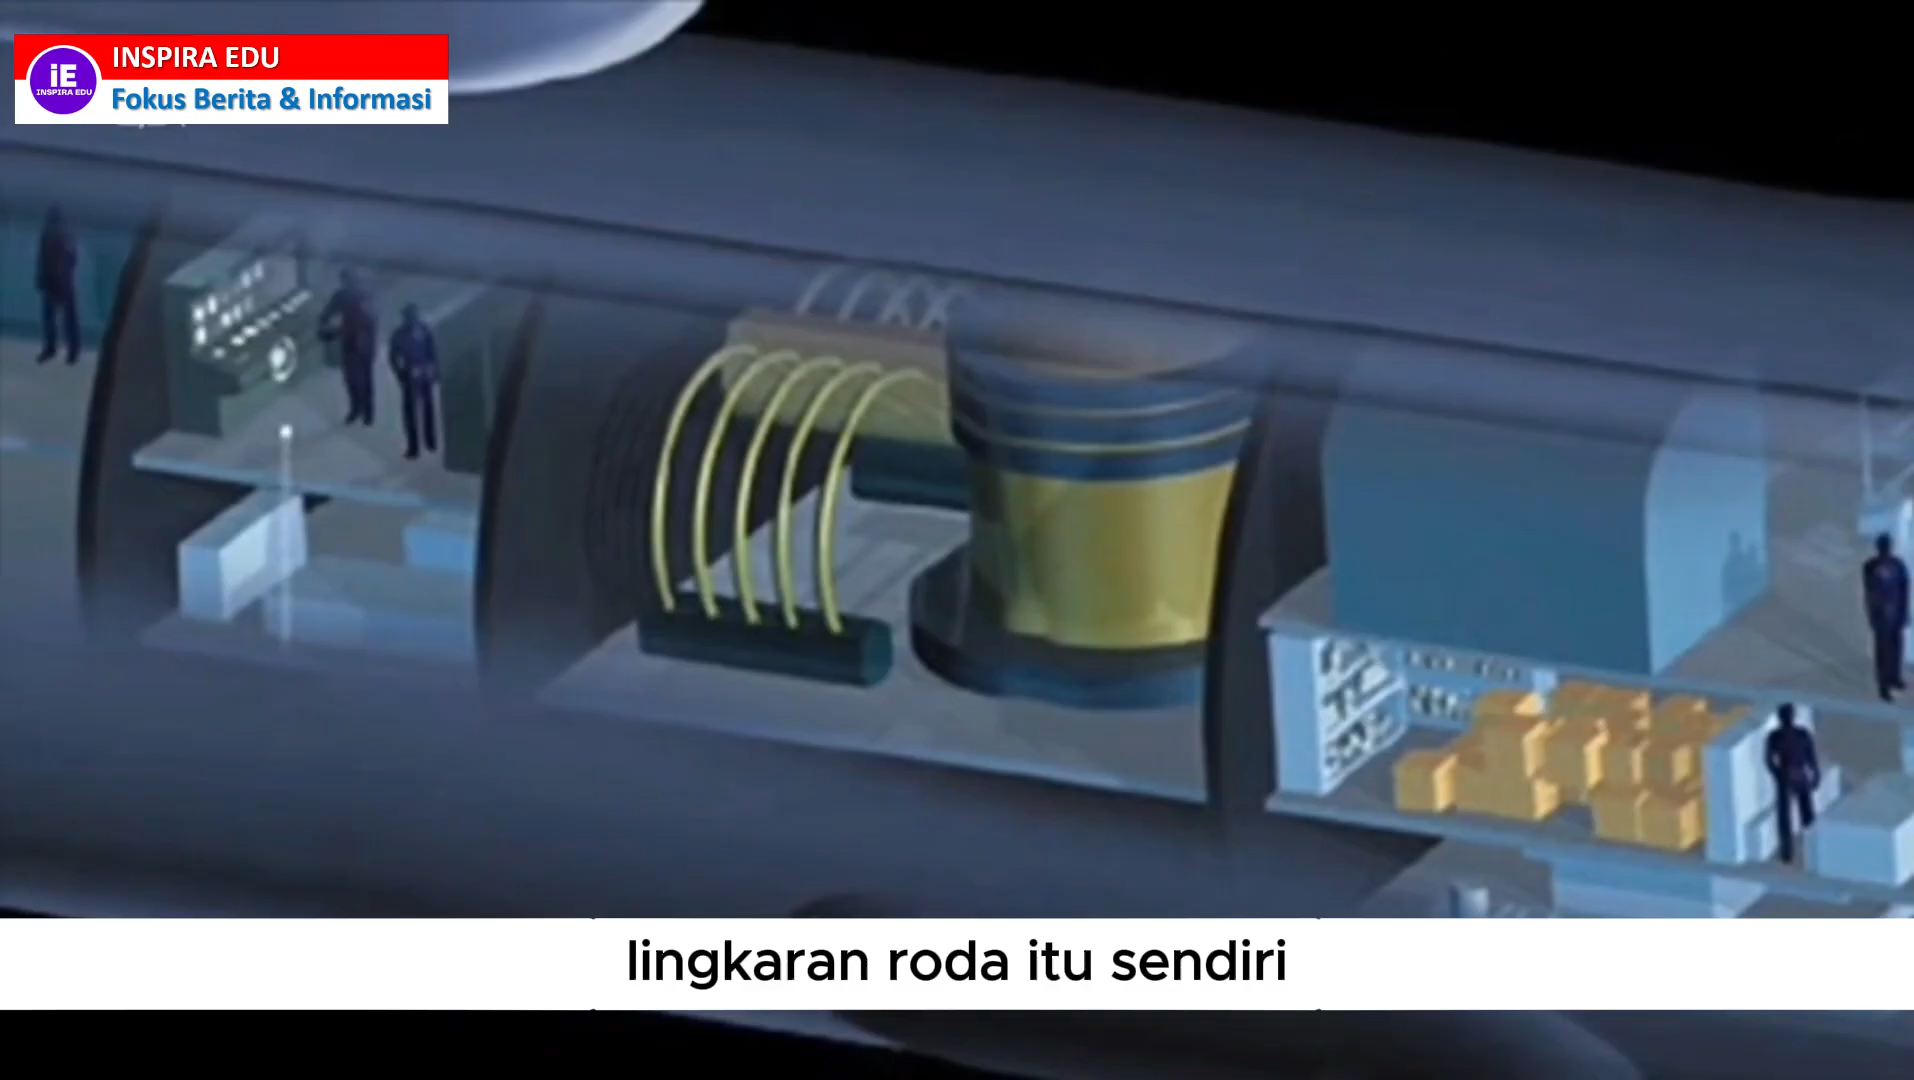 INSPIRA EDU
iE
INSPIRA EDU
Fokus Berita & Informasi
lingkaran roda itu sendiri